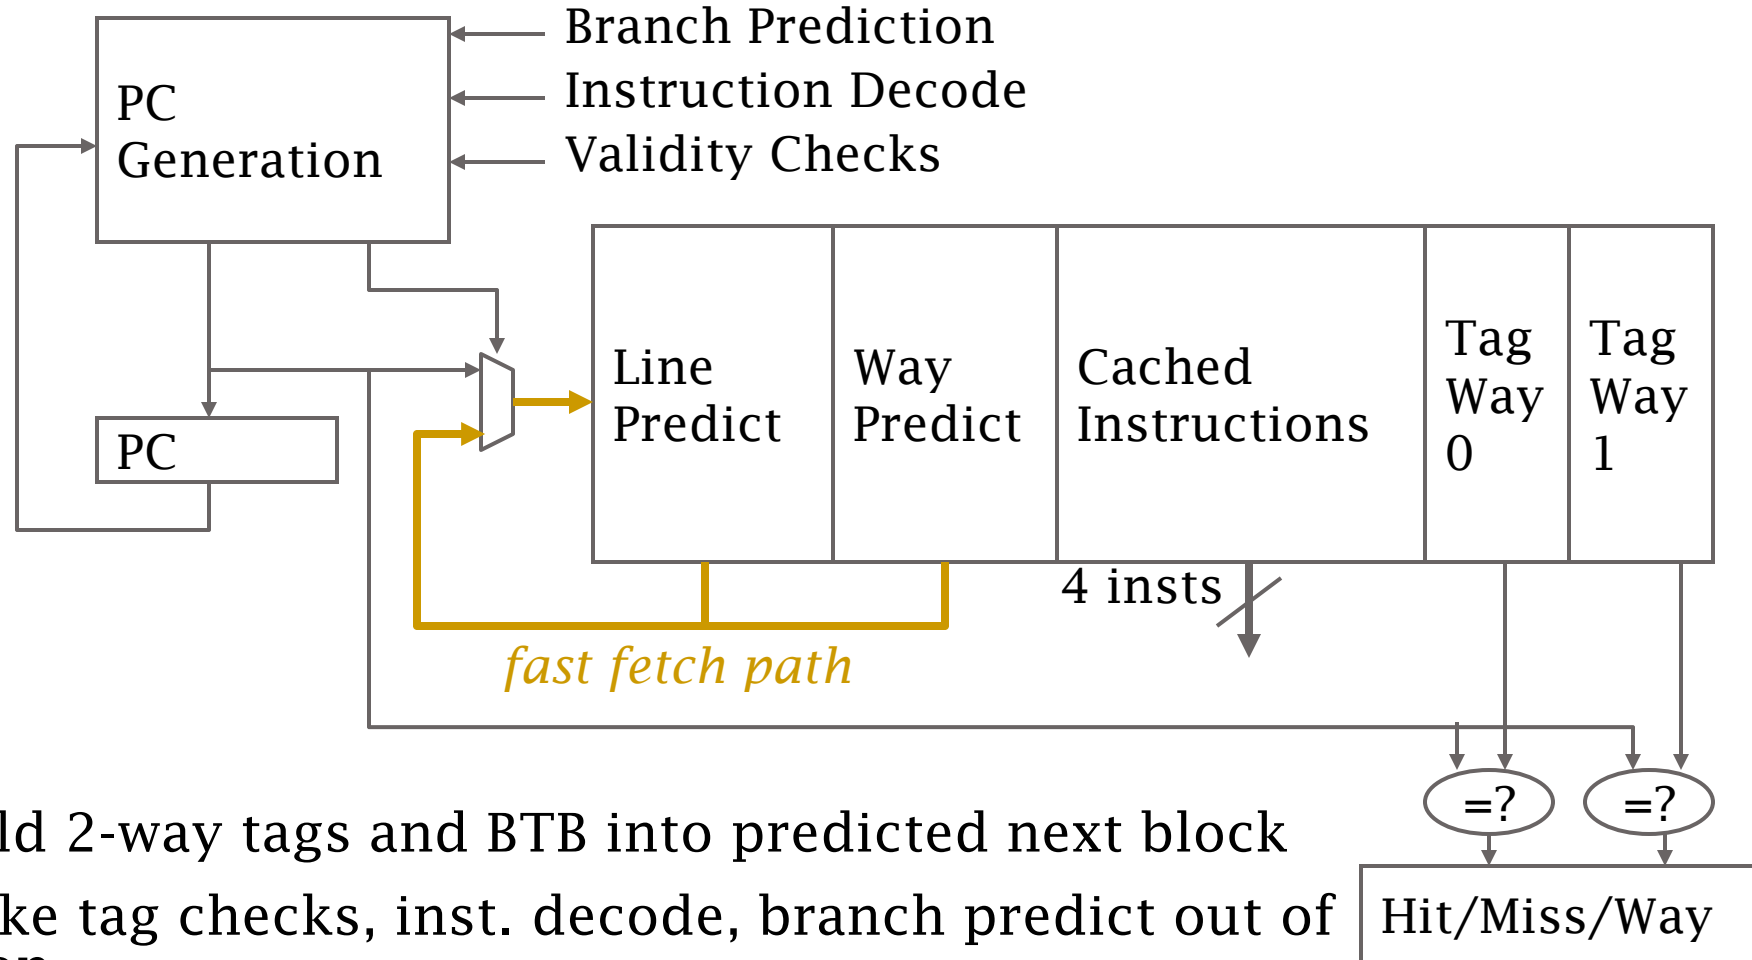 Branch Prediction
Instruction Decode
Validity Checks
PC
Generation
PC
Line
Predict
Way
Predict
Cached
Instructions
Tag
Way
0
Tag
Way
1
4 insts
fast fetch path
=?
=?
ld 2-way tags and BTB into predicted next block
ke tag checks, inst. decode, branch predict out of
Hit/Miss/Way